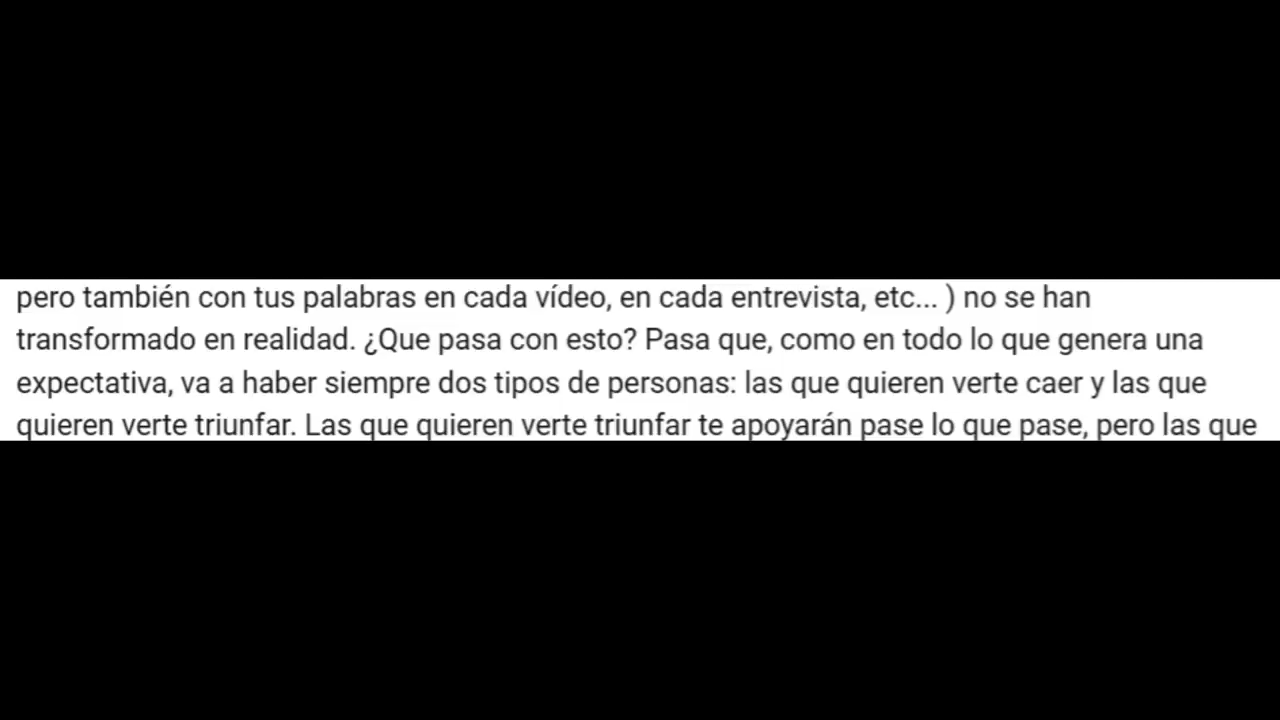 pero también con tus palabras en cada vídeo, en cada entrevista, etc... ) no se han
transformado en realidad. ¿Que pasa con esto? Pasa que, como en todo lo que genera una
expectativa, va a haber siempre dos tipos de personas: las que quieren verte caer y las que
quieren verte triunfar. Las que quieren verte triunfar te apoyarán pase lo que pase, pero las que